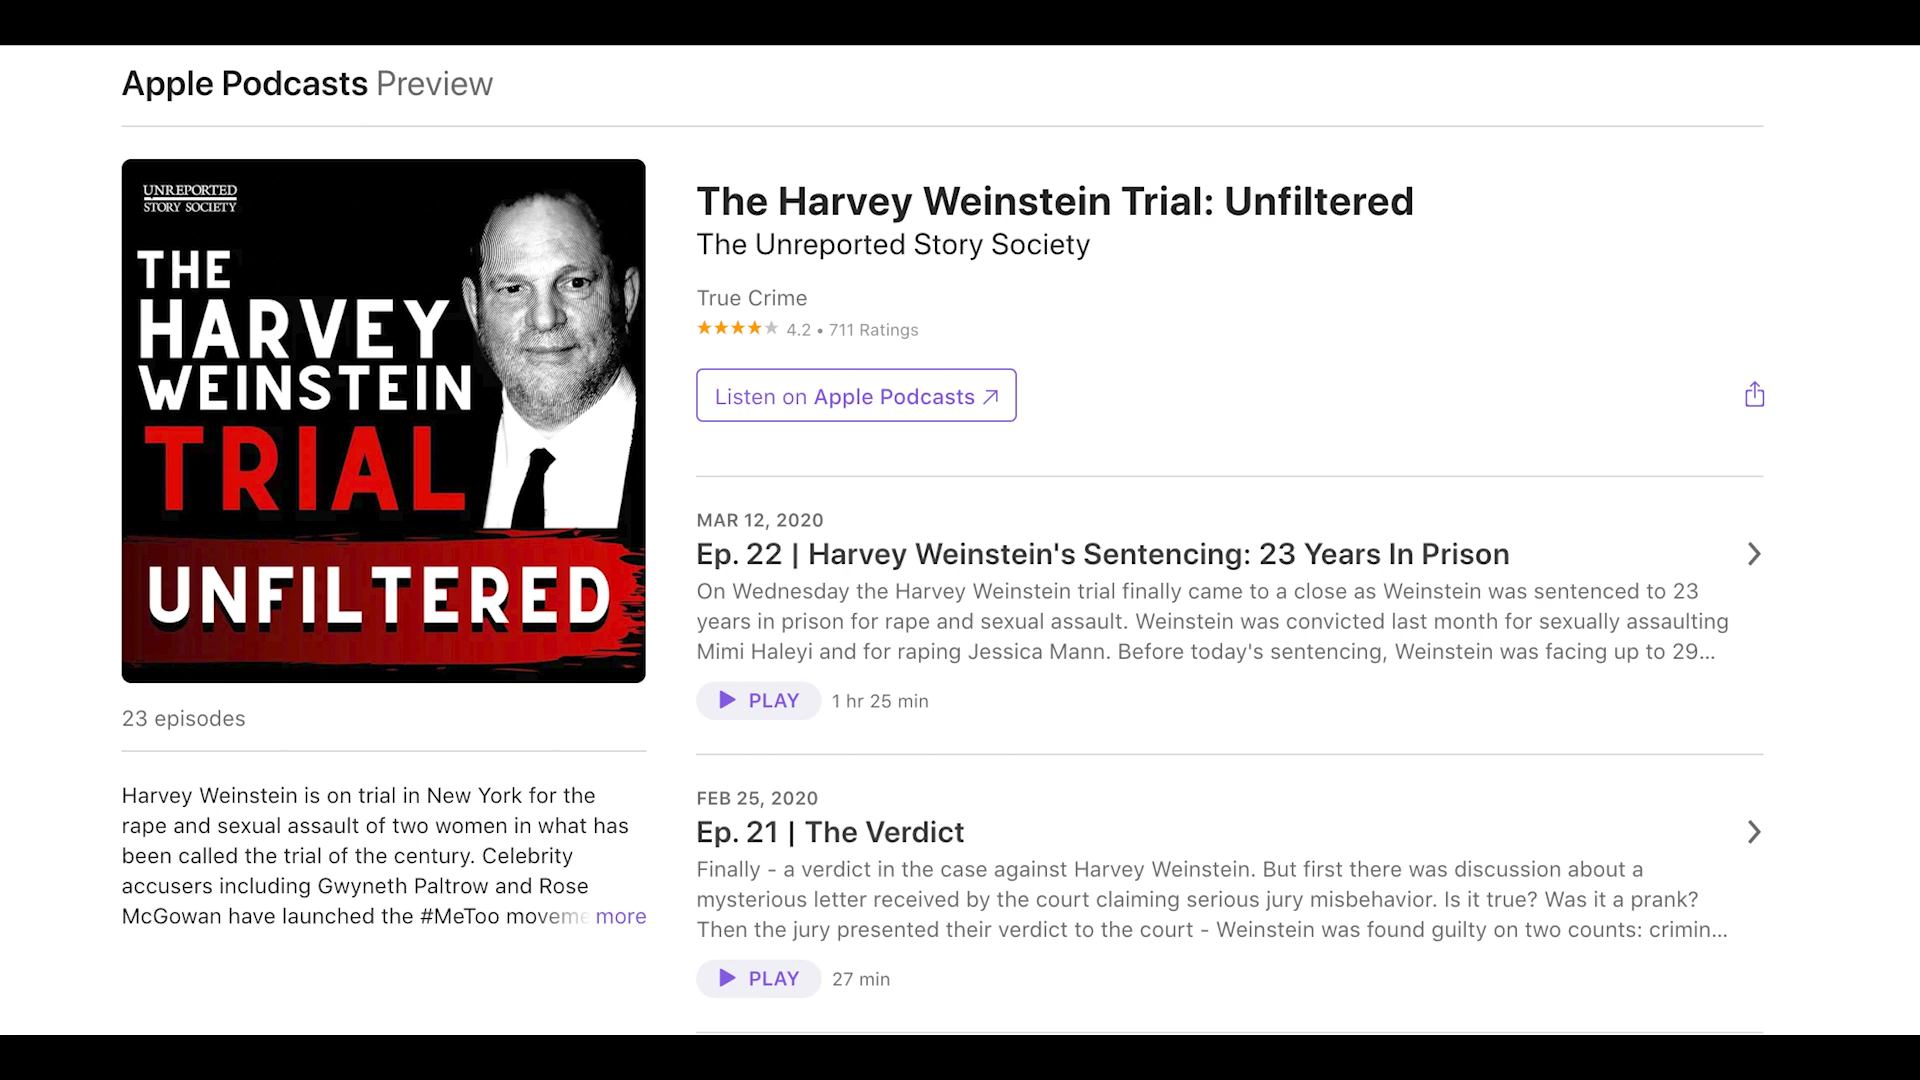 Apple Podcasts Preview
UNREPORTED
STORY SOCIETY
THE
HARVEY
WEINSTEIN
TRIAL
UNFILTERED
23 episodes
Harvey Weinstein is on trial in New York for the
rape and sexual assault of two women in what has
been called the trial of the century. Celebrity
accusers including Gwyneth Paltrow and Rose
McGowan have launched the #MeToo moveme more
The Harvey Weinstein Trial: Unfiltered
The Unreported Story Society
True Crime
★★★★★ 4.2 • 711 Ratings
Listen on Apple Podcasts ↗
MAR 12, 2020
Ep. 22 | Harvey Weinstein's Sentencing: 23 Years In Prison
On Wednesday the Harvey Weinstein trial finally came to a close as Weinstein was sentenced to 23
years in prison for rape and sexual assault. Weinstein was convicted last month for sexually assaulting
Mimi Haleyi and for raping Jessica Mann. Before today's sentencing, Weinstein was facing up to 29...
PLAY 1 hr 25 min
FEB 25, 2020
Ep. 21 | The Verdict
Finally - a verdict in the case against Harvey Weinstein. But first there was discussion about a
mysterious letter received by the court claiming serious jury misbehavior. Is it true? Was it a prank?
Then the jury presented their verdict to the court - Weinstein was found guilty on two counts: crimin...
PLAY 27 min